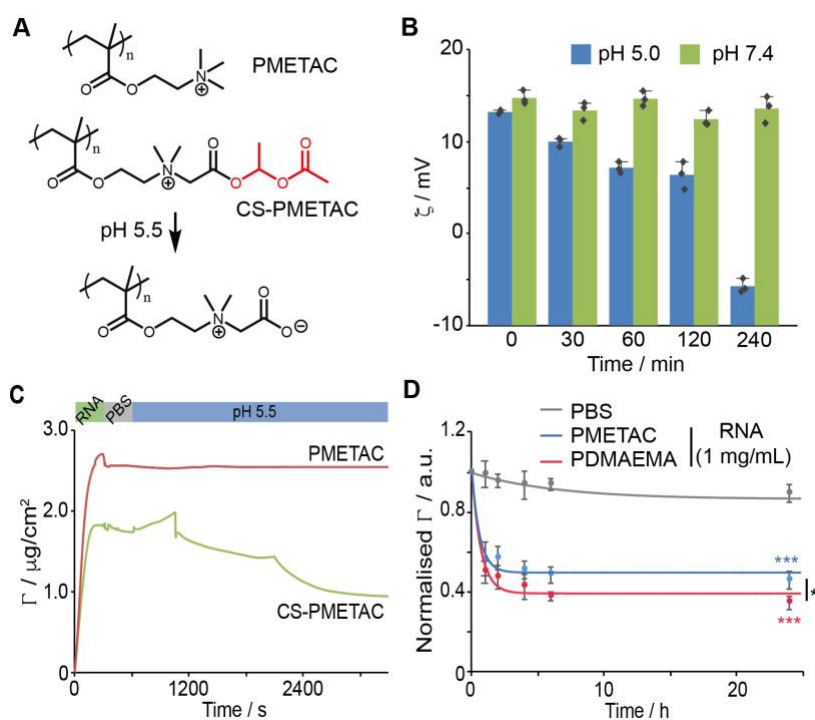 A
n
O
O
N
⊕
PMETAC
n
O
O
N
⊕
O
O
O
O
CS-PMETAC
pH 5.5
n
O
O
N
⊕
O
O
⊖
B
pH 5.0
pH 7.4
20
15
10
5
0
-10
ζ / mV
0
30
60
120
240
Time / min
C
RNA
PBS
pH 5.5
3.0
2.0
1.0
0
Γ / μg/cm²
PMETAC
CS-PMETAC
0
1200
2400
Time / s
D
PBS
PMETAC
PDMAEMA
RNA
(1 mg/mL)
1.2
0.8
0.4
0
Normalised Γ / a.u.
***
*
***
0
10
20
Time / h